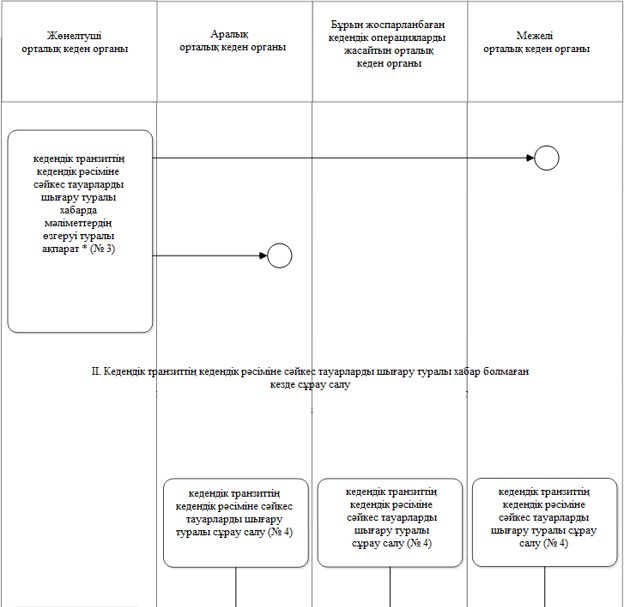 Жөнелтуші
орталық кеден органы
Аралық
орталық кеден органы
Бұрын жоспарланбаған
кедендік операцияларды
жасайтын орталық
кеден органы
Межелі
орталық кеден органы
кедендік транзиттің
кедендік рәсіміне
сәйкес тауарларды
шығару туралы
хабарда
мәліметтердің
өзгеруі туралы
ақпарат * (№ 3)
II. Кедендік транзиттің кедендік рәсіміне сәйкес тауарларды шығару туралы хабар болмаған
кезде сұрау салу
кедендік транзиттің
кедендік рәсіміне сәйкес
тауарларды шығару
туралы сұрау салу (№ 4)
кедендік транзиттің
кедендік рәсіміне
сәйкес тауарларды
шығару туралы
сұрау салу (№ 4)
кедендік транзиттің
кедендік рәсіміне
сәйкес тауарларды
шығару туралы сұрау
салу (№ 4)